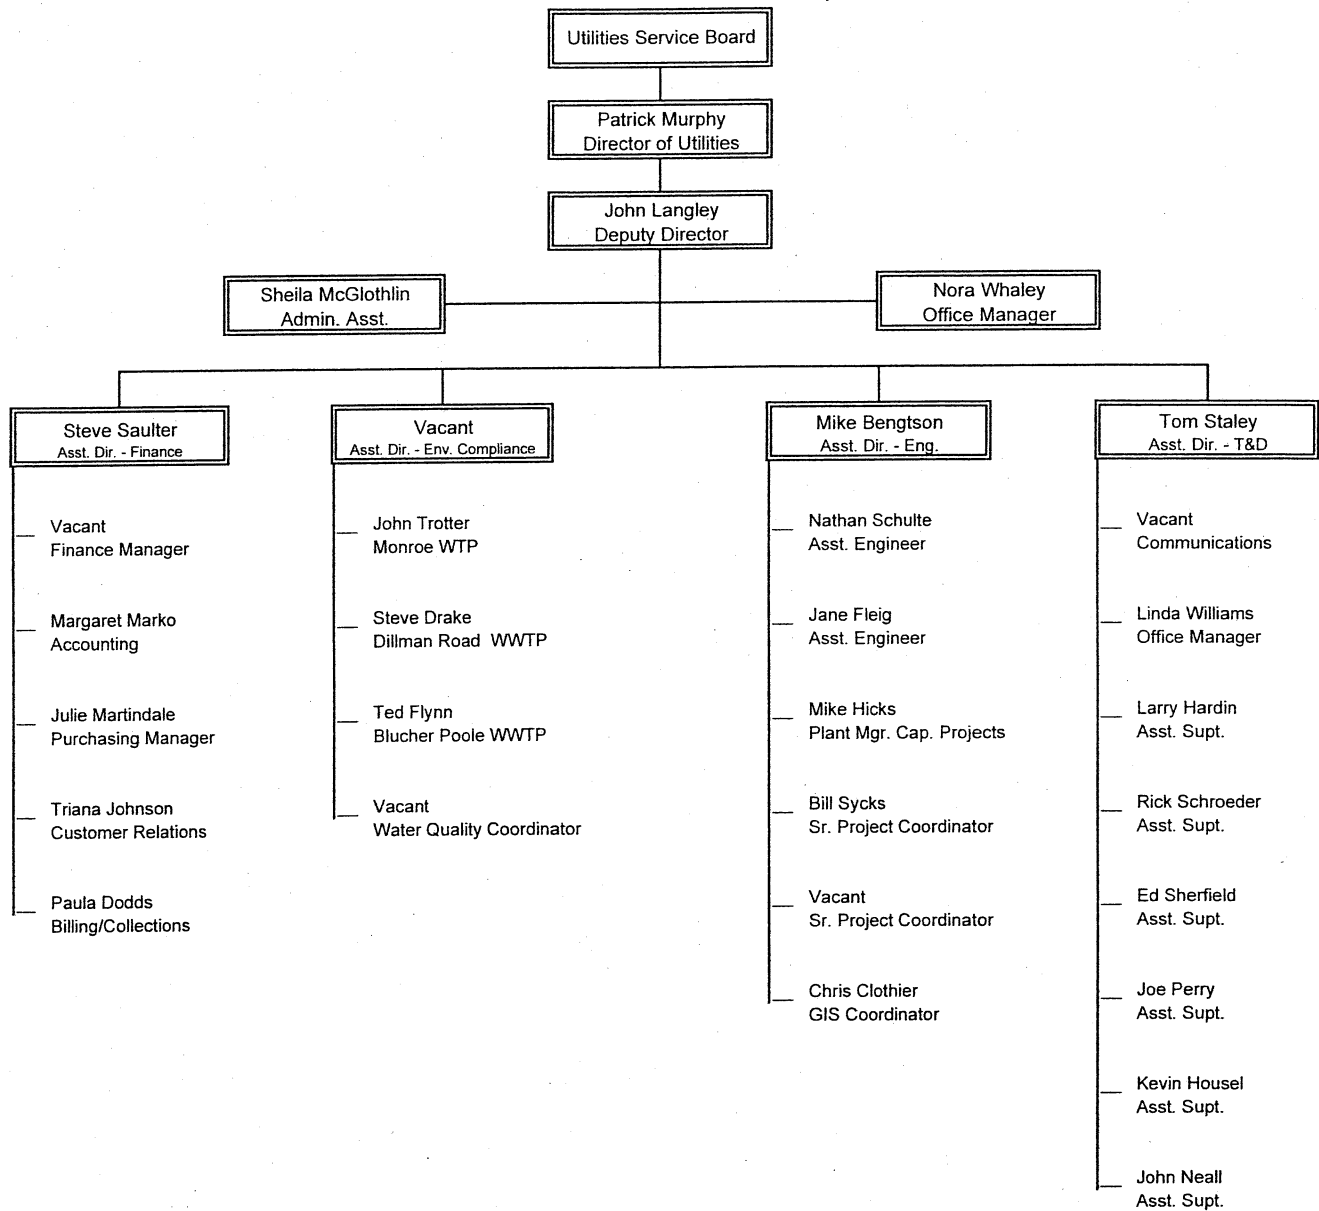 Utilities Service Board
Patrick Murphy
Director of Utilities
John Langley
Deputy Director
Sheila McGlothlin
Admin. Asst.
Nora Whaley
Office Manager
Steve Saulter
Asst. Dir. - Finance
Vacant
Finance Manager
Margaret Marko
Accounting
Julie Martindale
Purchasing Manager
Triana Johnson
Customer Relations
Paula Dodds
Billing/Collections
Vacant
Asst. Dir. - Env. Compliance
John Trotter
Monroe WTP
Steve Drake
Dillman Road WWTP
Ted Flynn
Blucher Poole WWTP
Vacant
Water Quality Coordinator
Mike Bengtson
Asst. Dir. - Eng.
Nathan Schulte
Asst. Engineer
Jane Fleig
Asst. Engineer
Mike Hicks
Plant Mgr. Cap. Projects
Bill Sycks
Sr. Project Coordinator
Vacant
Sr. Project Coordinator
Chris Clothier
GIS Coordinator
Tom Staley
Asst. Dir. - T&D
Vacant
Communications
Linda Williams
Office Manager
Larry Hardin
Asst. Supt.
Rick Schroeder
Asst. Supt.
Ed Sherfield
Asst. Supt.
Joe Perry
Asst. Supt.
Kevin Housel
Asst. Supt.
John Neall
Asst. Supt.